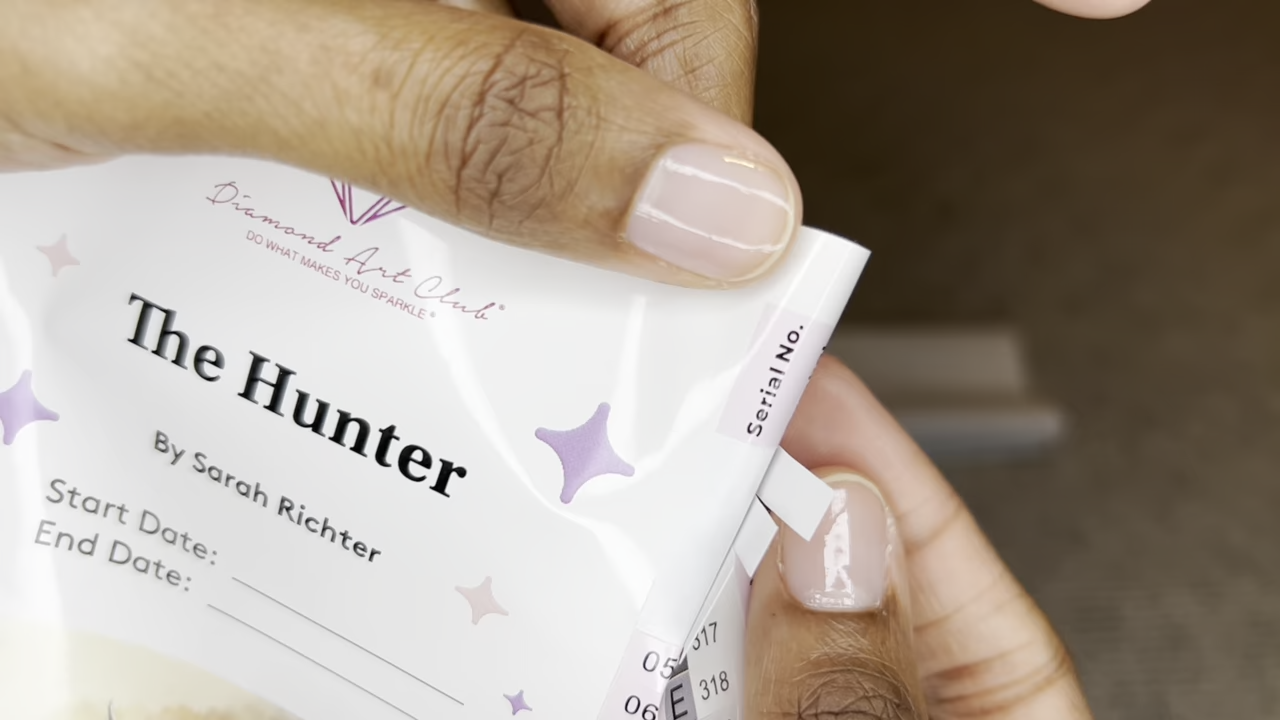 Diamond Art Club®
DO WHAT MAKES YOU SPARKLE®
The Hunter
By Sarah Richter
Start Date:
End Date:
Serial No.
317
05
E 318
06